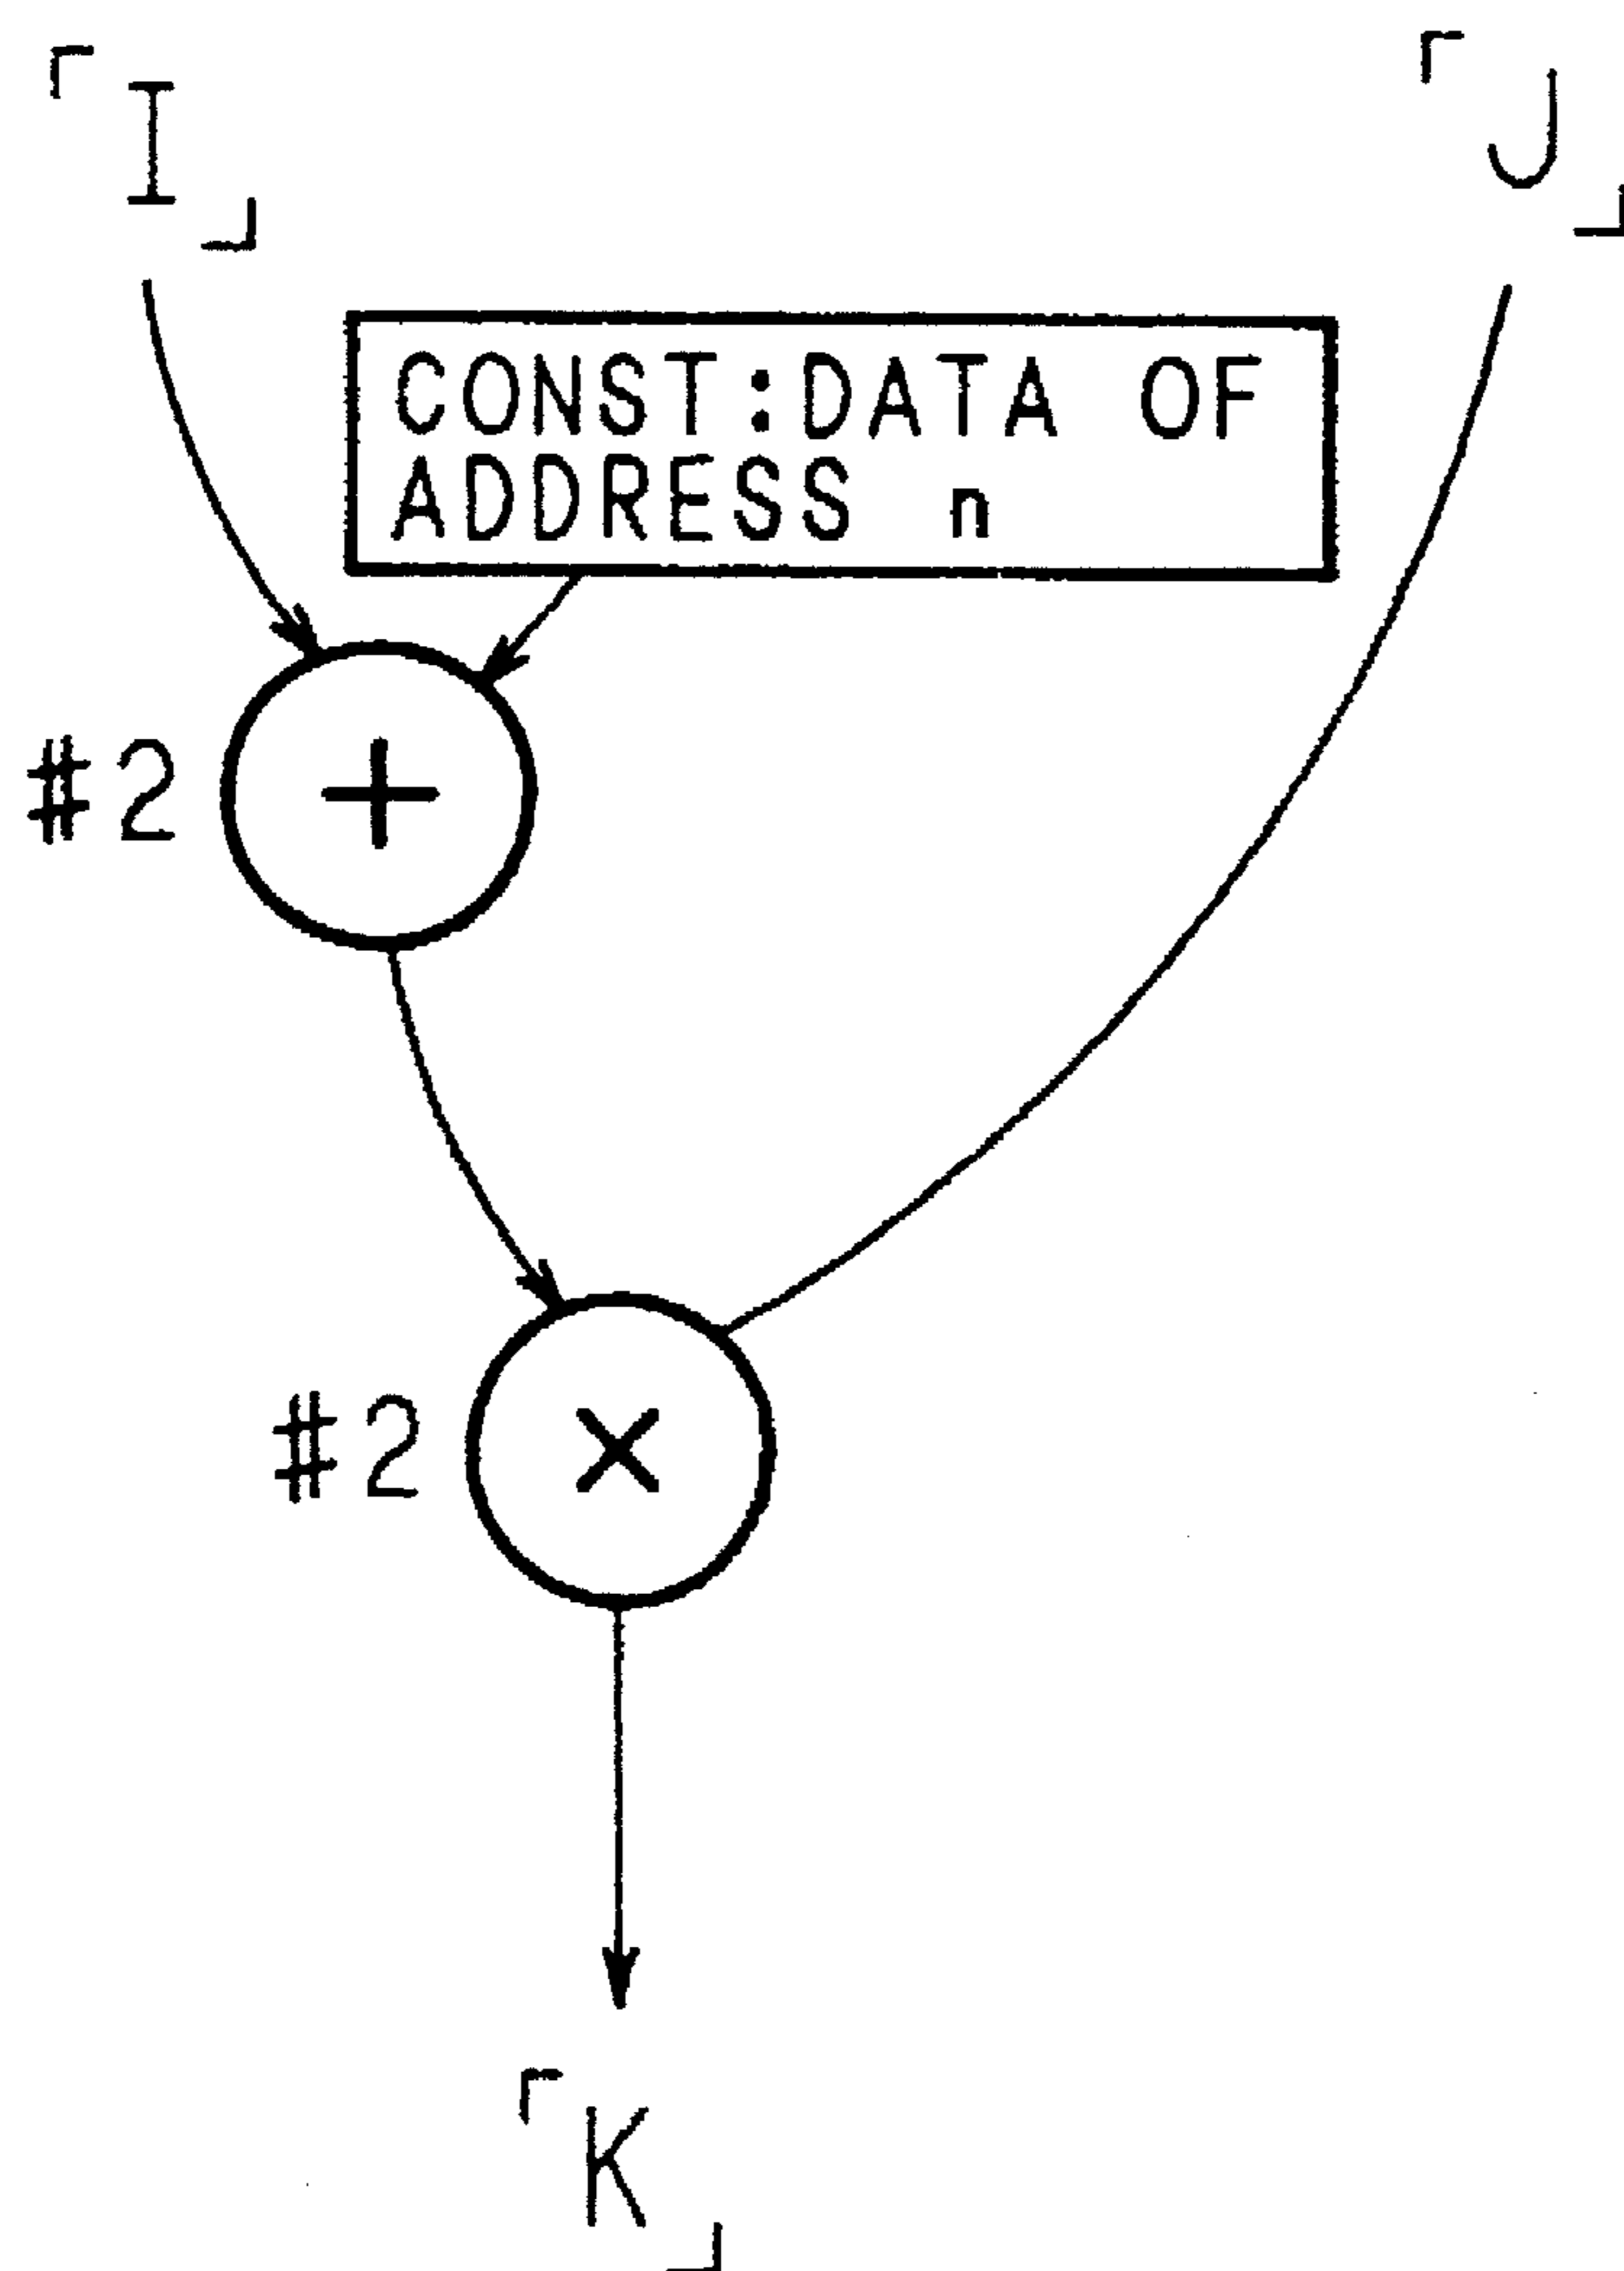 「I」
「J」
CONST:DATA OF
ADDRESS n
#2
+
#2
×
「K」